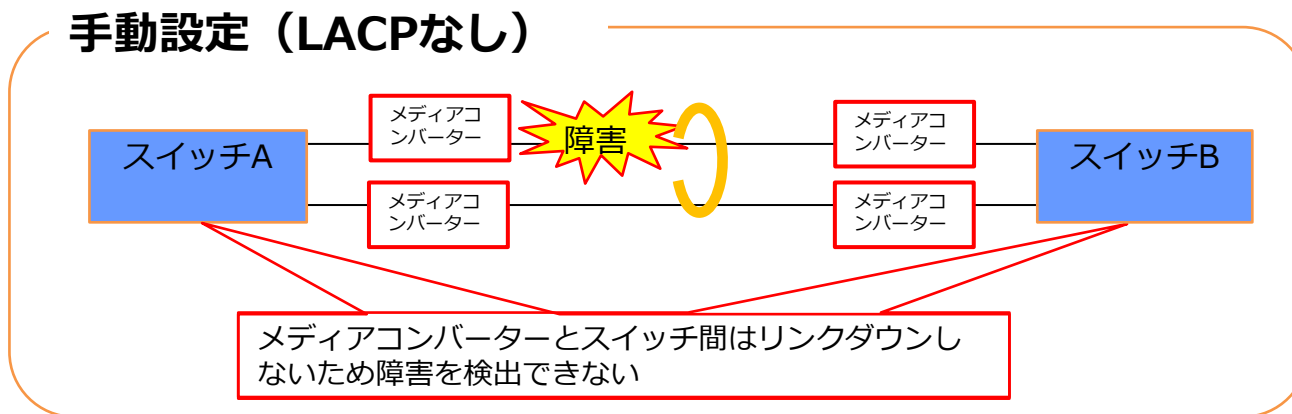 手動設定（LACPなし）
メディアコ
ンバーター
障害
メディアコ
ンバーター
スイッチA
スイッチB
メディアコ
ンバーター
メディアコ
ンバーター
メディアコンバーターとスイッチ間はリンクダウンし
ないため障害を検出できない